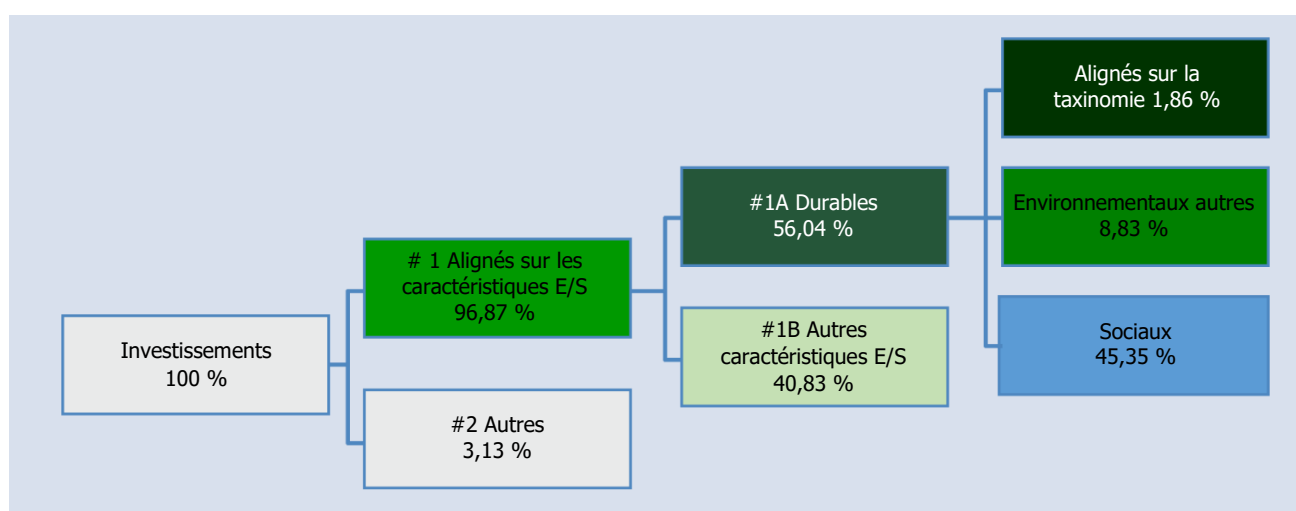 Investissements
100 %
# 1 Alignés sur les
caractéristiques E/S
96,87 %
#2 Autres
3,13 %
#1A Durables
56,04 %
#1B Autres
caractéristiques E/S
40,83 %
Alignés sur la
taxinomie 1,86 %
Environnementaux autres
8,83 %
Sociaux
45,35 %